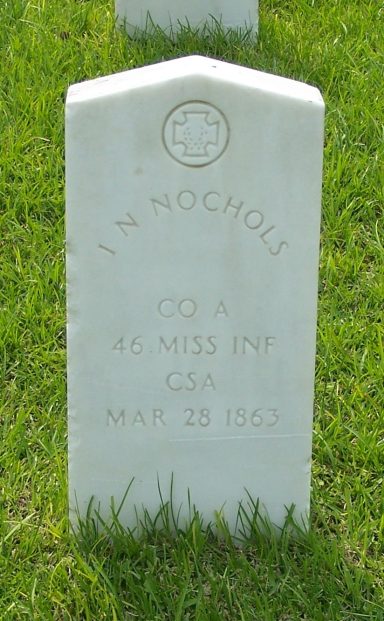 I N NOCHOLS
CO A
46 MISS INF
CSA
MAR 28 1863